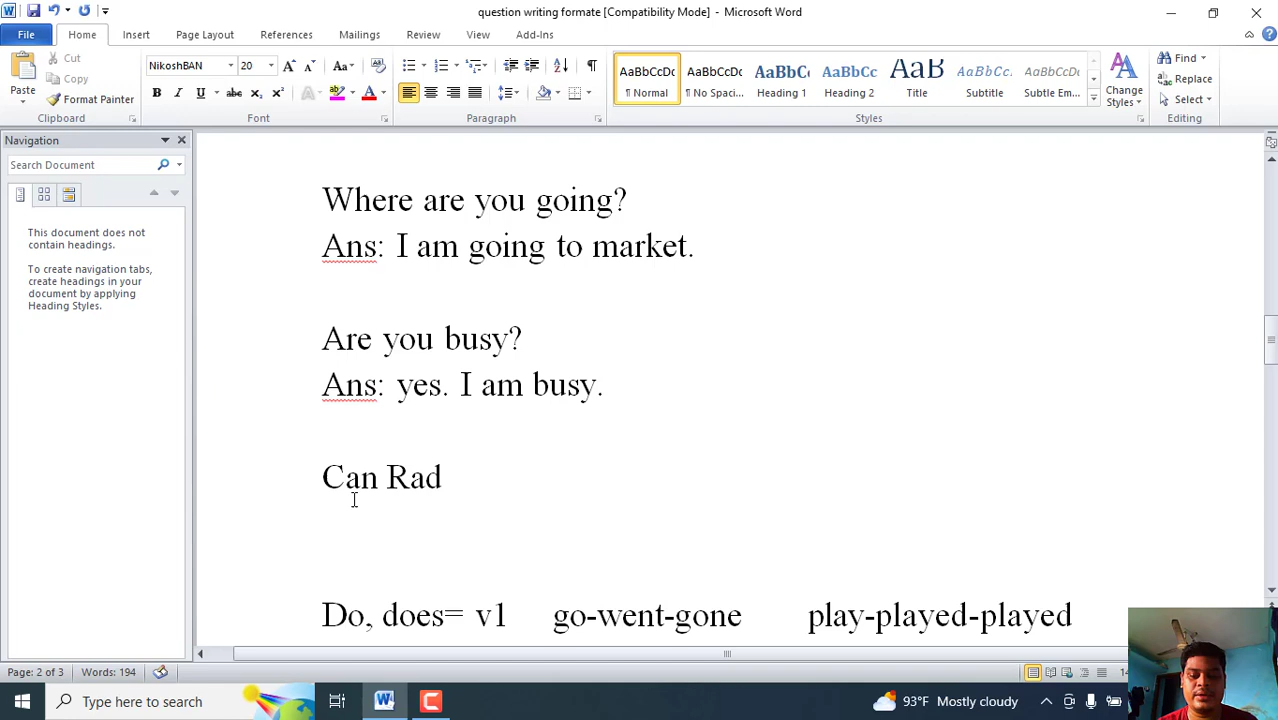 question writing formate [Compatibility Mode] - Microsoft Word
File Home Insert Page Layout References Mailings Review View Add-Ins
Paste Cut Copy Format Painter Clipboard
NikoshBAN 20 Font
Paragraph
AaBbCcDc AaBbCcDc AaBbC AaBbCc AaB AaBbCcL AaBbCcDc
¶ Normal ¶ No Spaci... Heading 1 Heading 2 Title Subtitle Subtle Em...
Change Styles Styles
Find Replace Select Editing
Navigation
Search Document
This document does not
contain headings.
To create navigation tabs,
create headings in your
document by applying
Heading Styles.
Where are you going?
Ans: I am going to market.
Are you busy?
Ans: yes. I am busy.
Can Rad
Do, does= v1 go-went-gone play-played-played
Page: 2 of 3 Words: 194
Type here to search 93°F Mostly cloudy